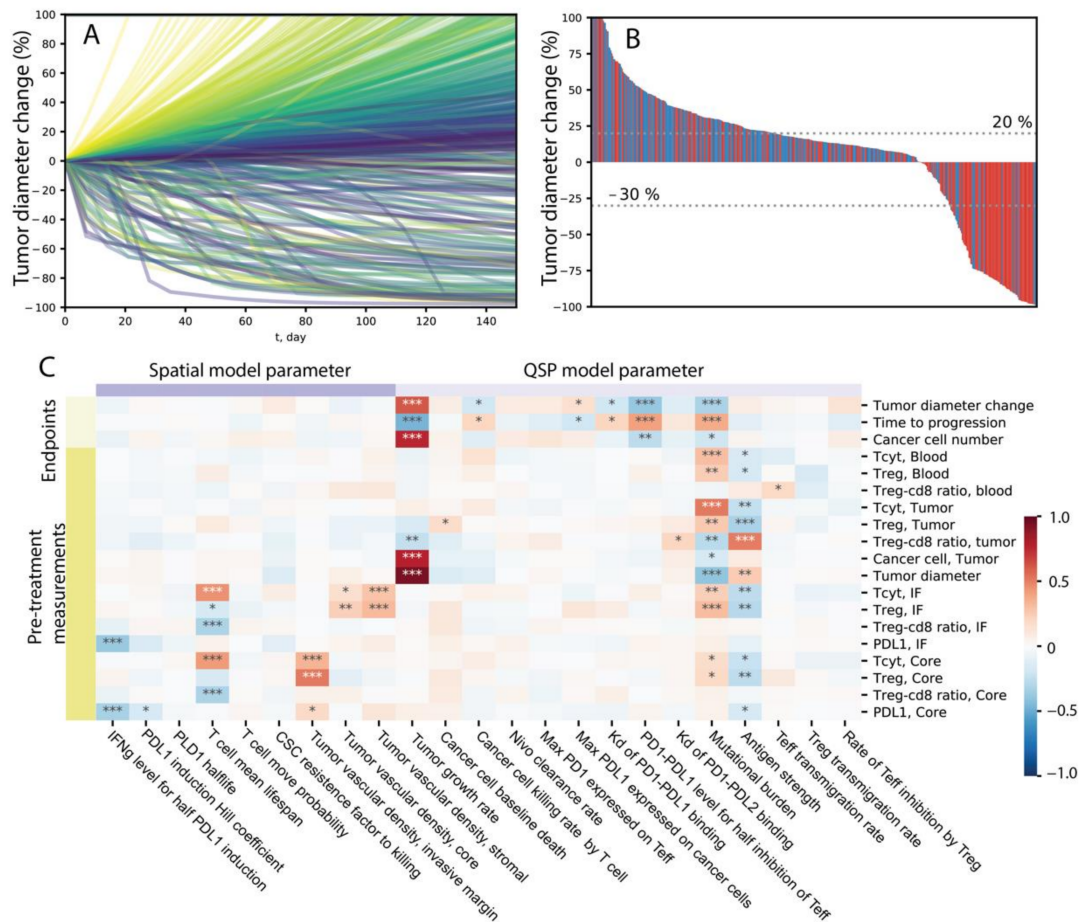 A
Tumor diameter change (%)
100
80
60
40
20
0
−20
−40
−60
−80
−100
0 20 40 60 80 100 120 140
t, day
B
Tumor diameter change (%)
100
75
50
25
0
−25
−50
−75
−100
20 %
−30 %
C
Spatial model parameter
QSP model parameter
Endpoints
Pre-treatment
measurements
*** * * * *** *** Tumor diameter change
*** * * * *** *** Time to progression
*** ** * Cancer cell number
*** * Tcyt, Blood
** * Treg, Blood
* Treg-cd8 ratio, blood
*** ** Tcyt, Tumor
* ** *** Treg, Tumor
** * ** *** Treg-cd8 ratio, tumor
*** * Cancer cell, Tumor
*** *** ** Tumor diameter
*** * *** ** ** Tcyt, IF
* ** *** *** ** Treg, IF
*** Treg-cd8 ratio, IF
*** PDL1, IF
*** *** * * Tcyt, Core
*** * ** Treg, Core
*** Treg-cd8 ratio, Core
*** * * * PDL1, Core
IFNg level for half PDL1 induction
PDL1 induction Hill coefficient
PLD1 halflife
T cell mean lifespan
T cell move probability
CSC resistence factor to killing
Tumor vascular density, invasive margin
Tumor vascular density, core
Tumor vascular density, stromal
Tumor growth rate
Cancer cell baseline death
Cancer cell killing rate by T cell
Nivo clearance rate
Max PD1 expressed on Teff
Max PDL1 expressed on cancer cells
Kd of PD1-PDL1 binding
PD1-PDL1 level for half inhibition of Teff
Kd of PD1-PDL2 binding
Mutational burden
Antigen strength
Teff transmigration rate
Treg transmigration rate
Rate of Teff inhibition by Treg
1.0
0.5
0
−0.5
−1.0